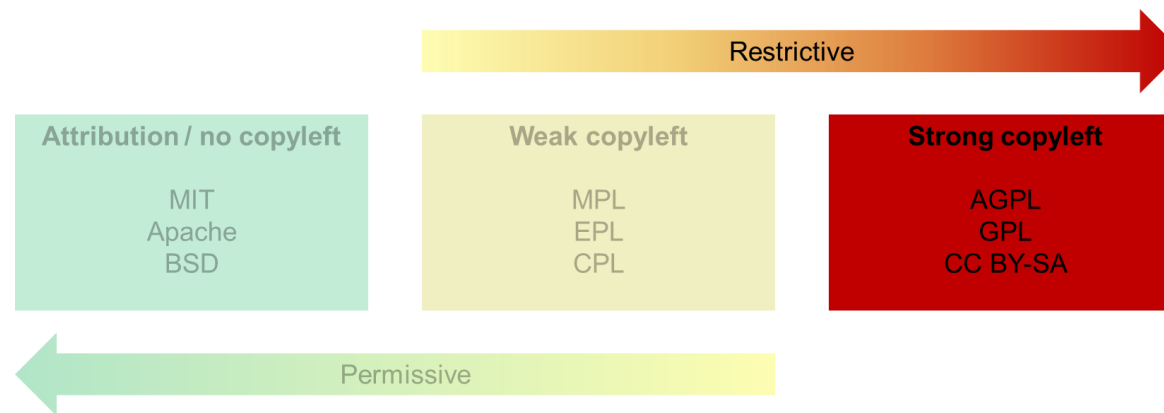 Restrictive
Attribution / no copyleft
MIT
Apache
BSD
Weak copyleft
MPL
EPL
CPL
Strong copyleft
AGPL
GPL
CC BY-SA
Permissive